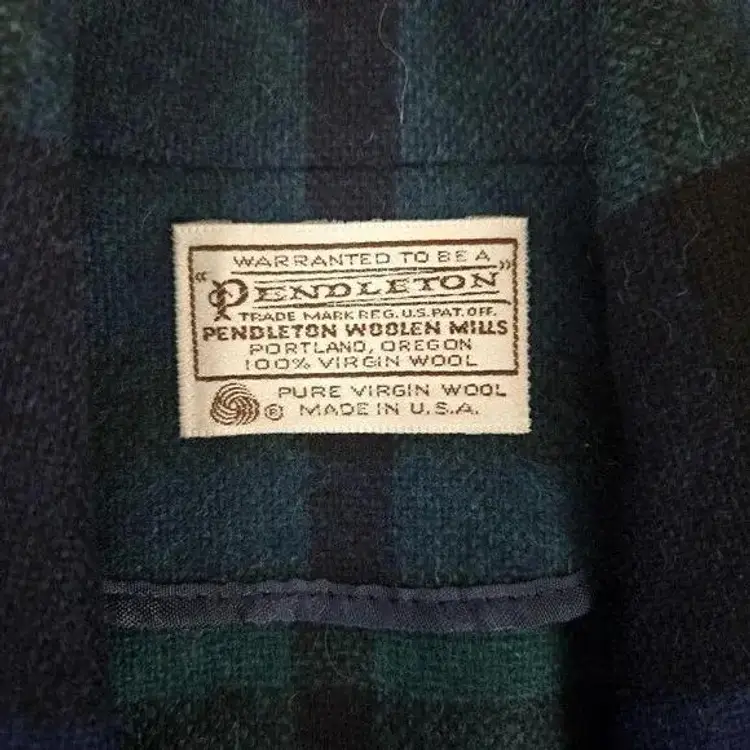 WARRANTED TO BE A
"PENDLETON"
TRADE MARK REG. U.S. PAT. OFF.
PENDLETON WOOLEN MILLS
PORTLAND, OREGON
100% VIRGIN WOOL
PURE VIRGIN WOOL
® MADE IN U.S.A.